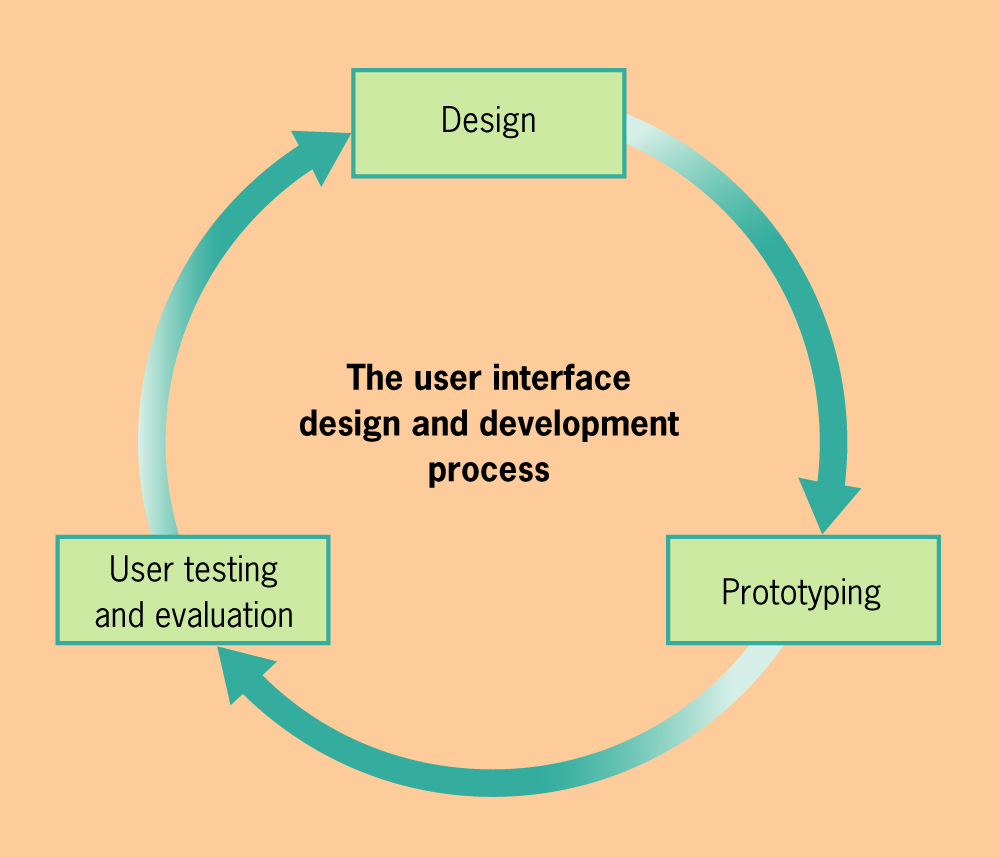 Design
The user interface
design and development
process
User testing
and evaluation
Prototyping